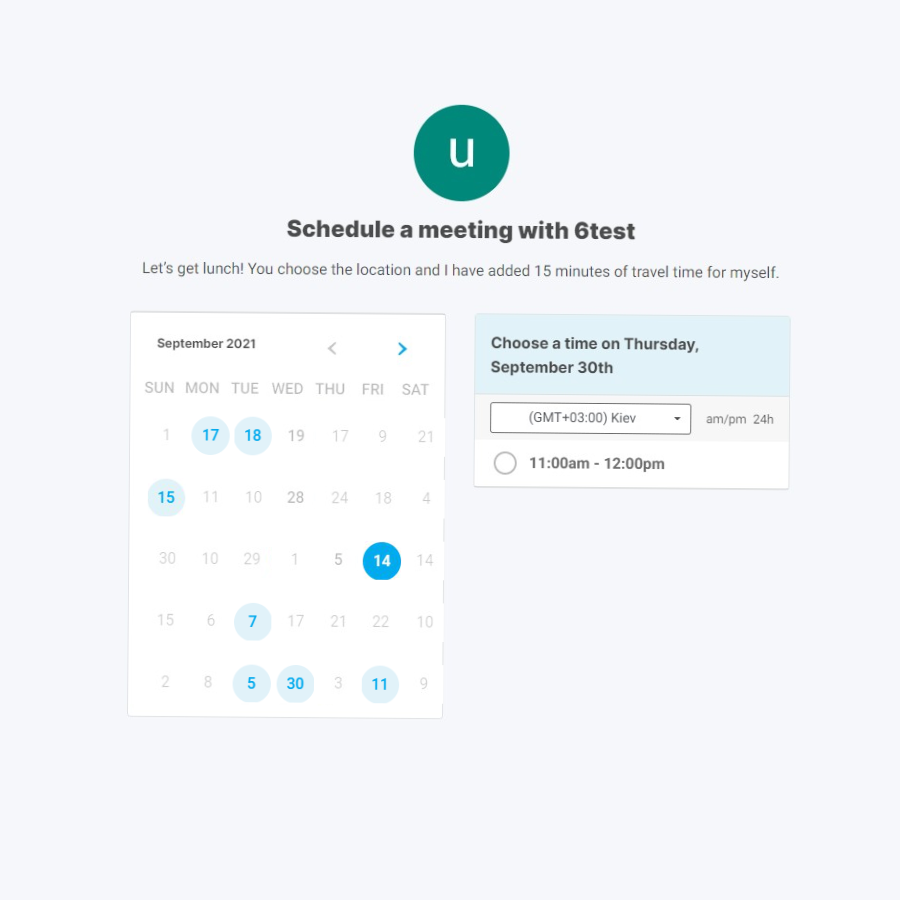 u
Schedule a meeting with 6test
Let's get lunch! You choose the location and I have added 15 minutes of travel time for myself.
September 2021
SUN MON TUE WED THU FRI SAT
1 17 18 19 17 9 21
15 11 10 28 24 18 4
30 10 29 1 5 14 14
15 6 7 17 21 22 10
2 8 5 30 3 11 9
Choose a time on Thursday,
September 30th
(GMT+03:00) Kiev am/pm 24h
11:00am - 12:00pm